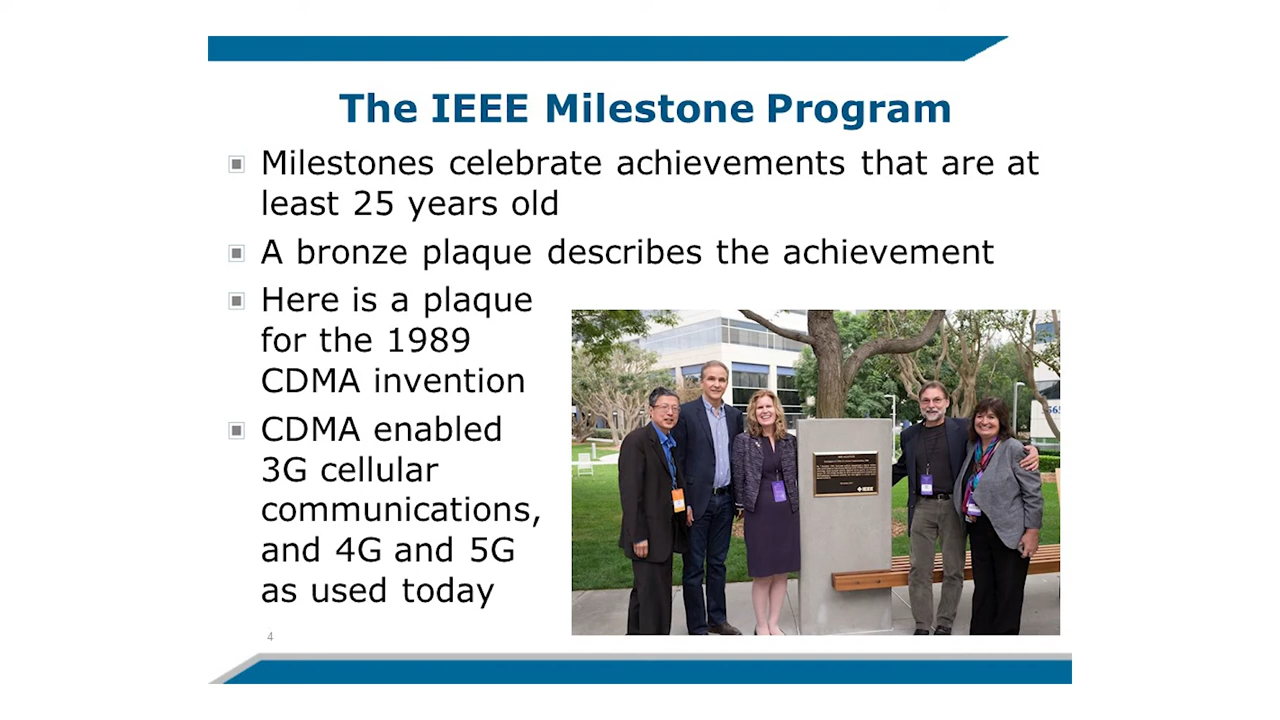 The IEEE Milestone Program
Milestones celebrate achievements that are at
least 25 years old
A bronze plaque describes the achievement
Here is a plaque
for the 1989
CDMA invention
CDMA enabled
3G cellular
communications,
and 4G and 5G
as used today
IEEE
4